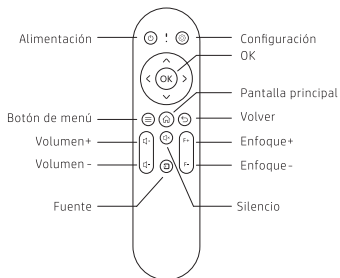 Alimentación
Configuración
OK
OK
Pantalla principal
Botón de menú
Volver
Volumen+
F+
Enfoque+
Volumen-
F-
Enfoque-
Fuente
Silencio